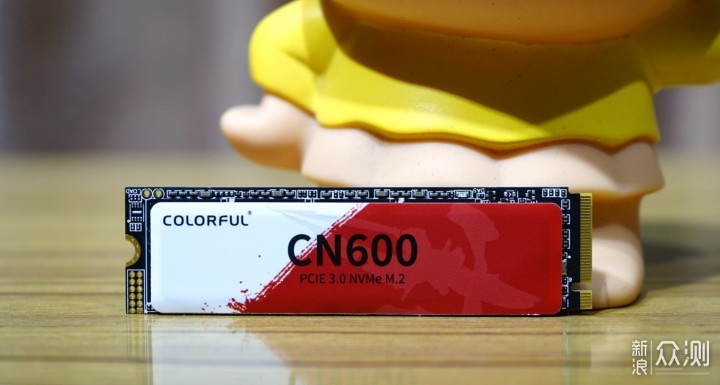 COLORFUL®
CN600
PCIE 3.0 NVMe M.2
新浪 众测